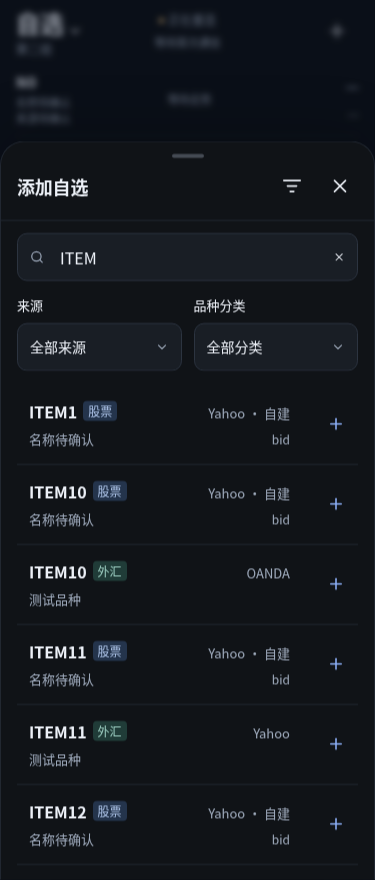 自选
添加自选
ITEM
来源
品种分类
全部来源
全部分类
ITEM1 股票 Yahoo · 自建
名称待确认 bid
ITEM10 股票 Yahoo · 自建
名称待确认 bid
ITEM10 外汇 OANDA
测试品种
ITEM11 股票 Yahoo · 自建
名称待确认 bid
ITEM11 外汇 Yahoo
测试品种
ITEM12 股票 Yahoo · 自建
名称待确认 bid